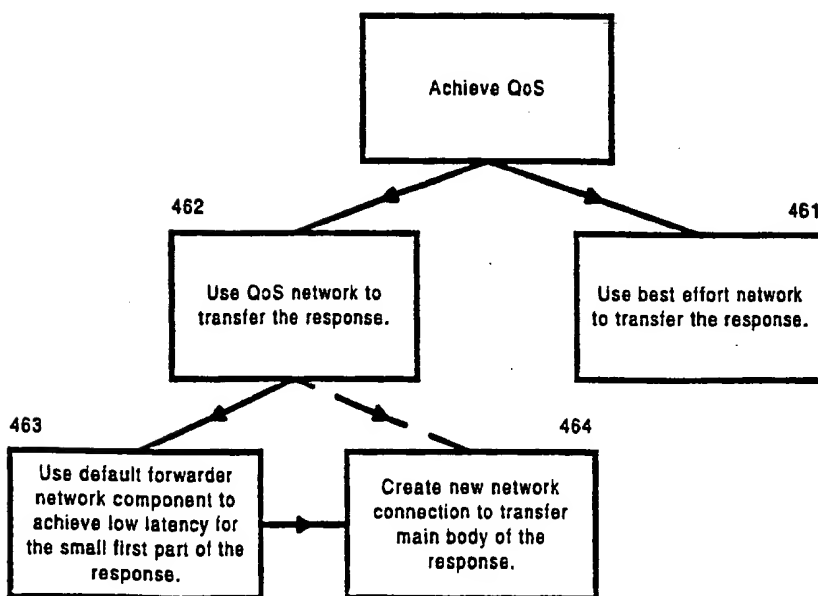 Achieve QoS
462
461
Use QoS network to
transfer the response.
Use best effort network
to transfer the response.
463
464
Use default forwarder
network component to
achieve low latency for
the small first part of the
response.
Create new network
connection to transfer
main body of the
response.